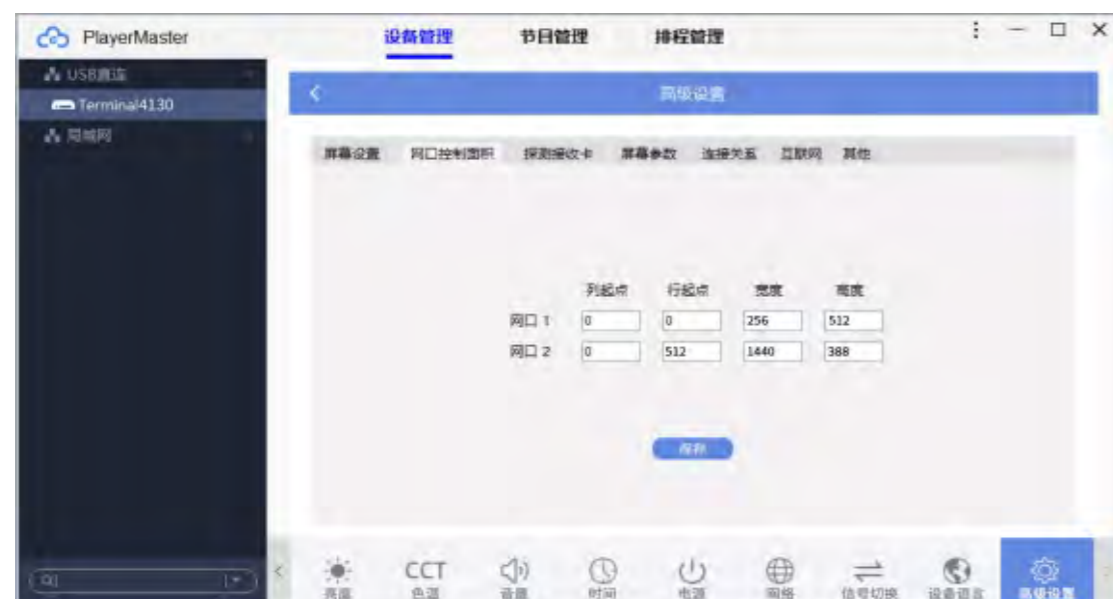 PlayerMaster 设备管理 节目管理 排程管理
USB直连
Terminal4130
局域网
高级设置
屏幕设置 网口控制面积 探测接收卡 屏幕参数 连接关系 互联网 其他
列起点 行起点 宽度 高度
网口 1 0 0 256 512
网口 2 0 512 1440 388
保存
CCT
亮度 色温 音量 时间 电源 网络 信号切换 设备语言 高级设置